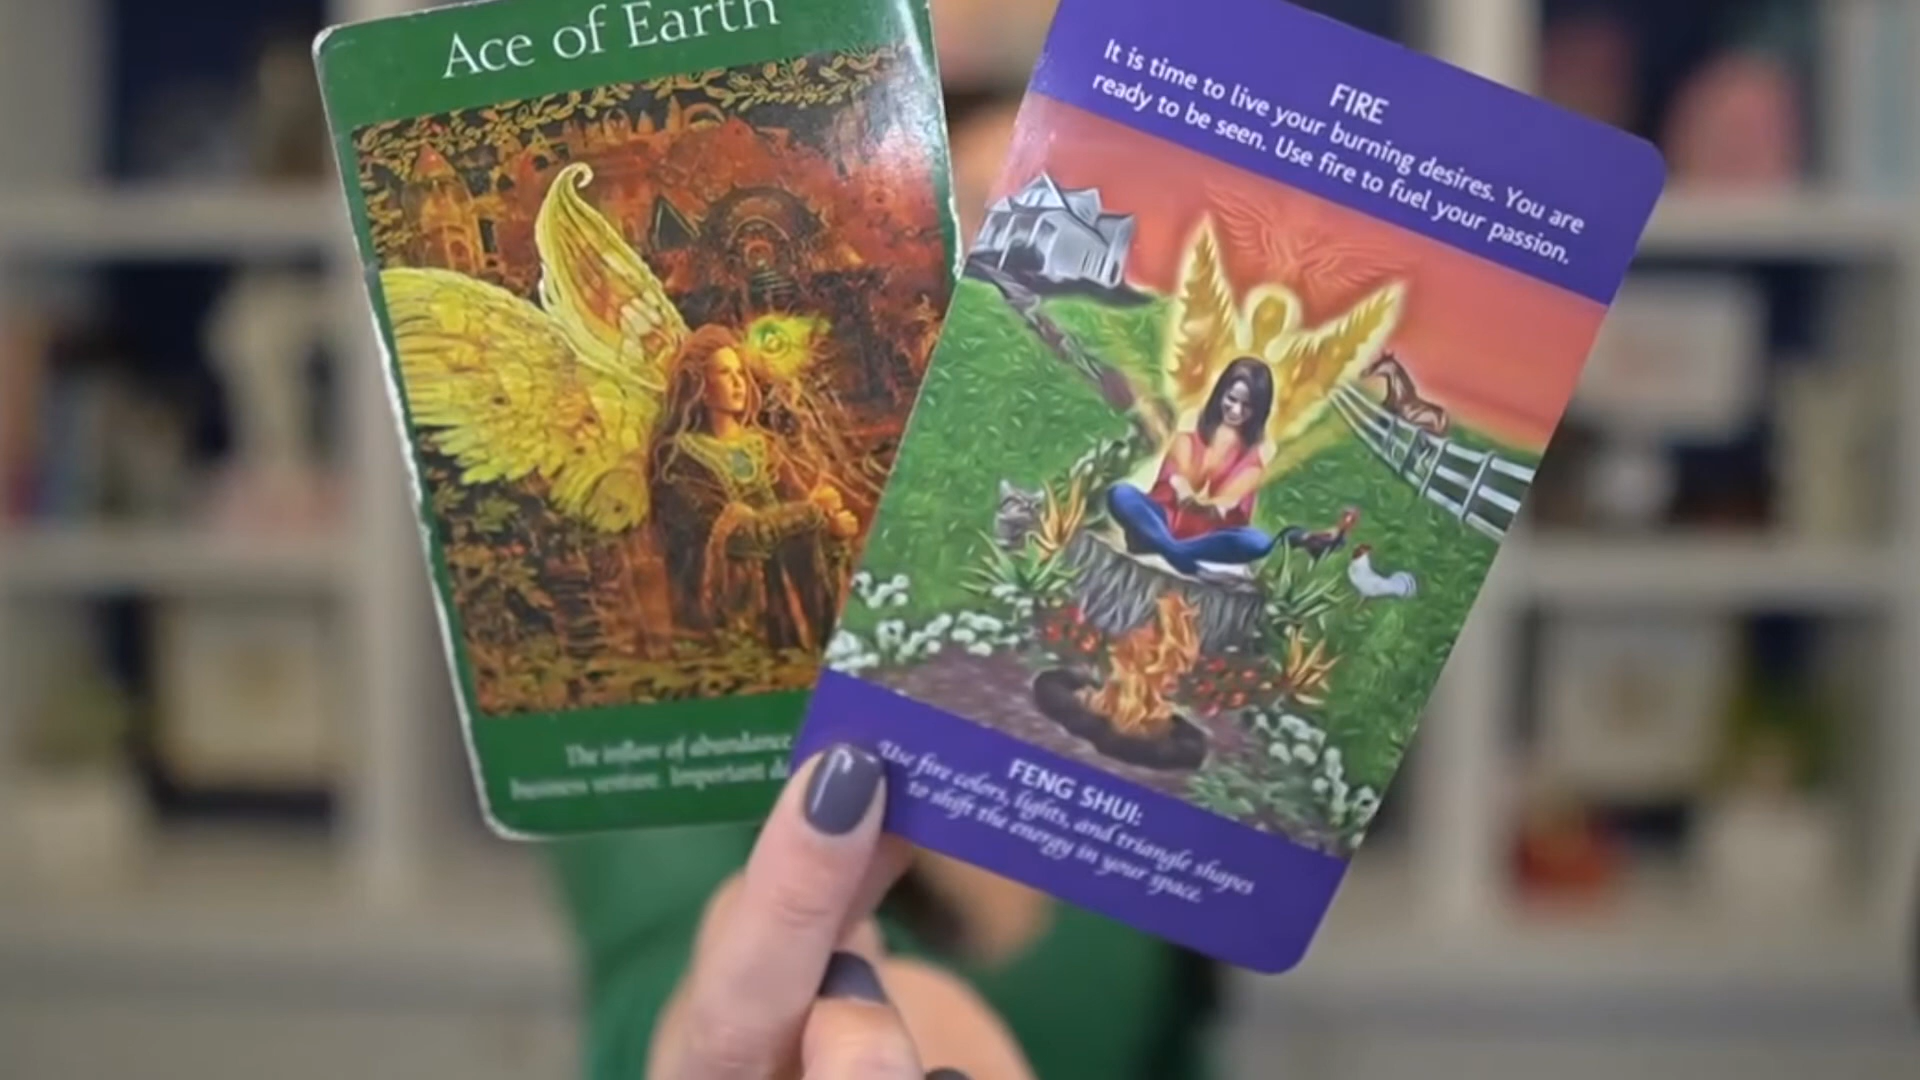 Ace of Earth
The inflow of abundance
business venture. Important
FIRE
It is time to live your burning desires. You are
ready to be seen. Use fire to fuel your passion.
FENG SHUI:
Use fire colors, lights, and triangle shapes
to shift the energy in your space.